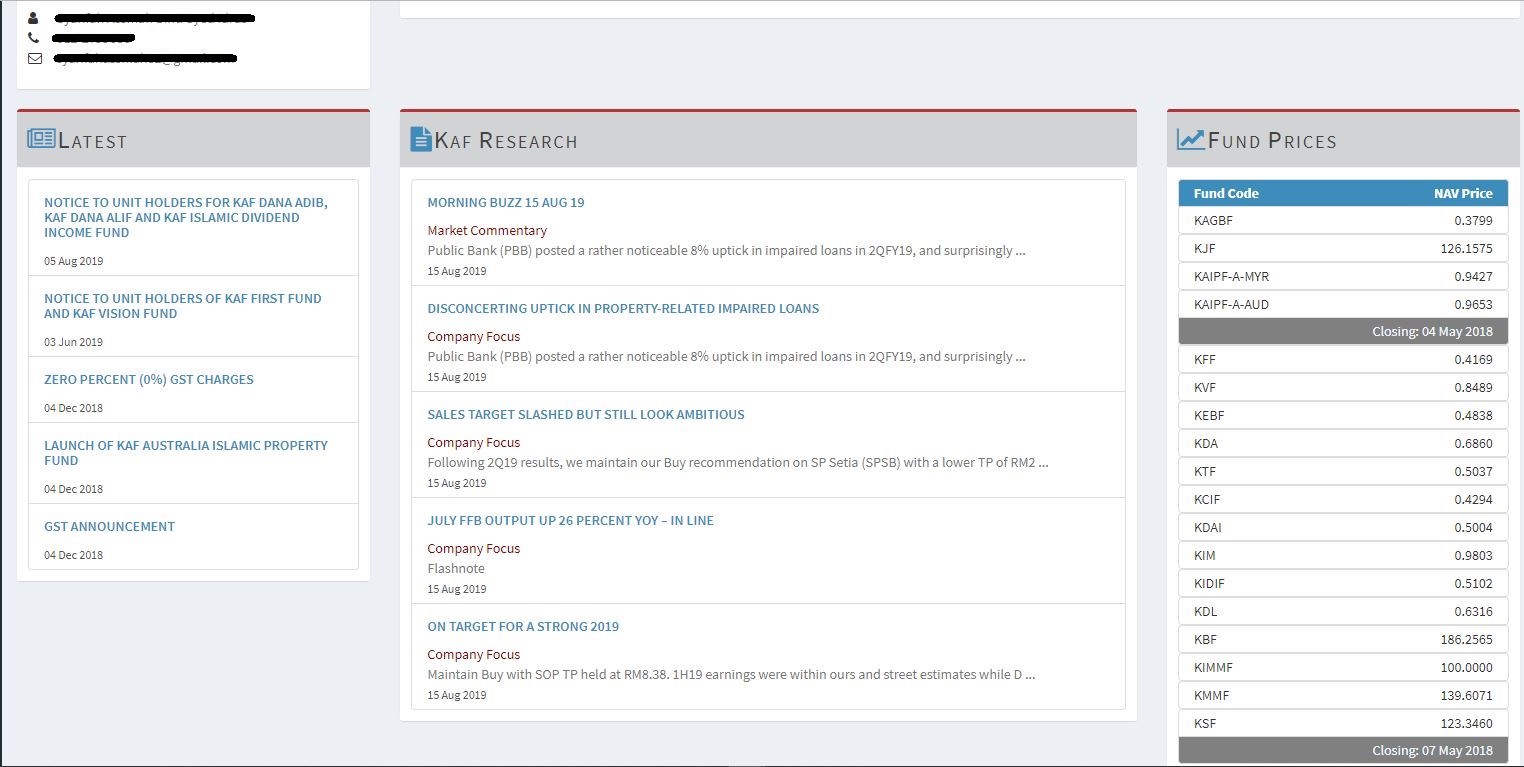 LATEST
NOTICE TO UNIT HOLDERS FOR KAF DANA ADIB,
KAF DANA ALIF AND KAF ISLAMIC DIVIDEND
INCOME FUND
05 Aug 2019
NOTICE TO UNIT HOLDERS OF KAF FIRST FUND
AND KAF VISION FUND
03 Jun 2019
ZERO PERCENT (0%) GST CHARGES
04 Dec 2018
LAUNCH OF KAF AUSTRALIA ISLAMIC PROPERTY
FUND
04 Dec 2018
GST ANNOUNCEMENT
04 Dec 2018
KAF RESEARCH
MORNING BUZZ 15 AUG 19
Market Commentary
Public Bank (PBB) posted a rather noticeable 8% uptick in impaired loans in 2QFY19, and surprisingly ...
15 Aug 2019
DISCONCERTING UPTICK IN PROPERTY-RELATED IMPAIRED LOANS
Company Focus
Public Bank (PBB) posted a rather noticeable 8% uptick in impaired loans in 2QFY19, and surprisingly ...
15 Aug 2019
SALES TARGET SLASHED BUT STILL LOOK AMBITIOUS
Company Focus
Following 2Q19 results, we maintain our Buy recommendation on SP Setia (SPSB) with a lower TP of RM2 ...
15 Aug 2019
JULY FFB OUTPUT UP 26 PERCENT YOY – IN LINE
Company Focus
Flashnote
15 Aug 2019
ON TARGET FOR A STRONG 2019
Company Focus
Maintain Buy with SOP TP held at RM8.38. 1H19 earnings were within ours and street estimates while D ...
15 Aug 2019
FUND PRICES
Fund Code NAV Price
KAGBF 0.3799
KJF 126.1575
KAIPF-A-MYR 0.9427
KAIPF-A-AUD 0.9653
Closing: 04 May 2018
KFF 0.4169
KVF 0.8489
KEBF 0.4838
KDA 0.6860
KTF 0.5037
KCIF 0.4294
KDAI 0.5004
KIM 0.9803
KIDIF 0.5102
KDL 0.6316
KBF 186.2565
KIMMF 100.0000
KMMF 139.6071
KSF 123.3460
Closing: 07 May 2018